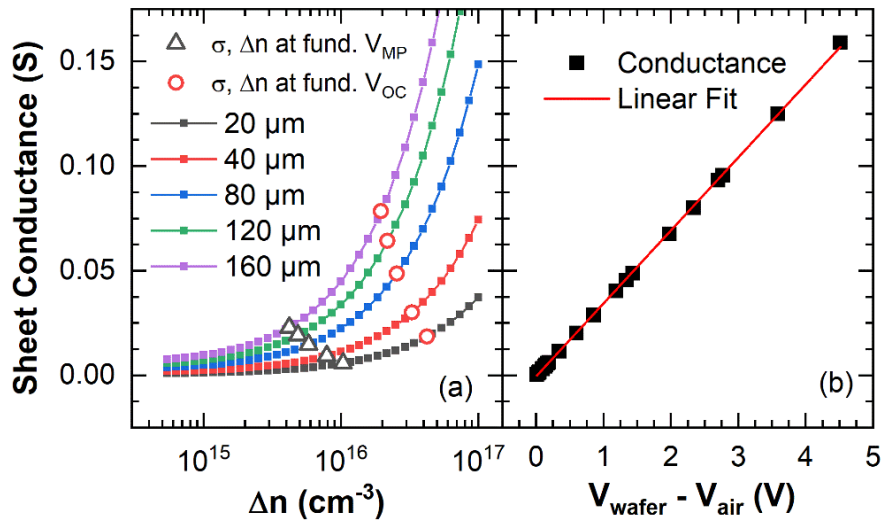 Sheet Conductance (S)
0.15
0.10
0.05
0.00
σ, Δn at fund. V_MP
σ, Δn at fund. V_OC
20 μm
40 μm
80 μm
120 μm
160 μm
(a)
10^15
10^16
10^17
Δn (cm^-3)
Conductance
Linear Fit
(b)
0 1 2 3 4 5
V_wafer - V_air (V)